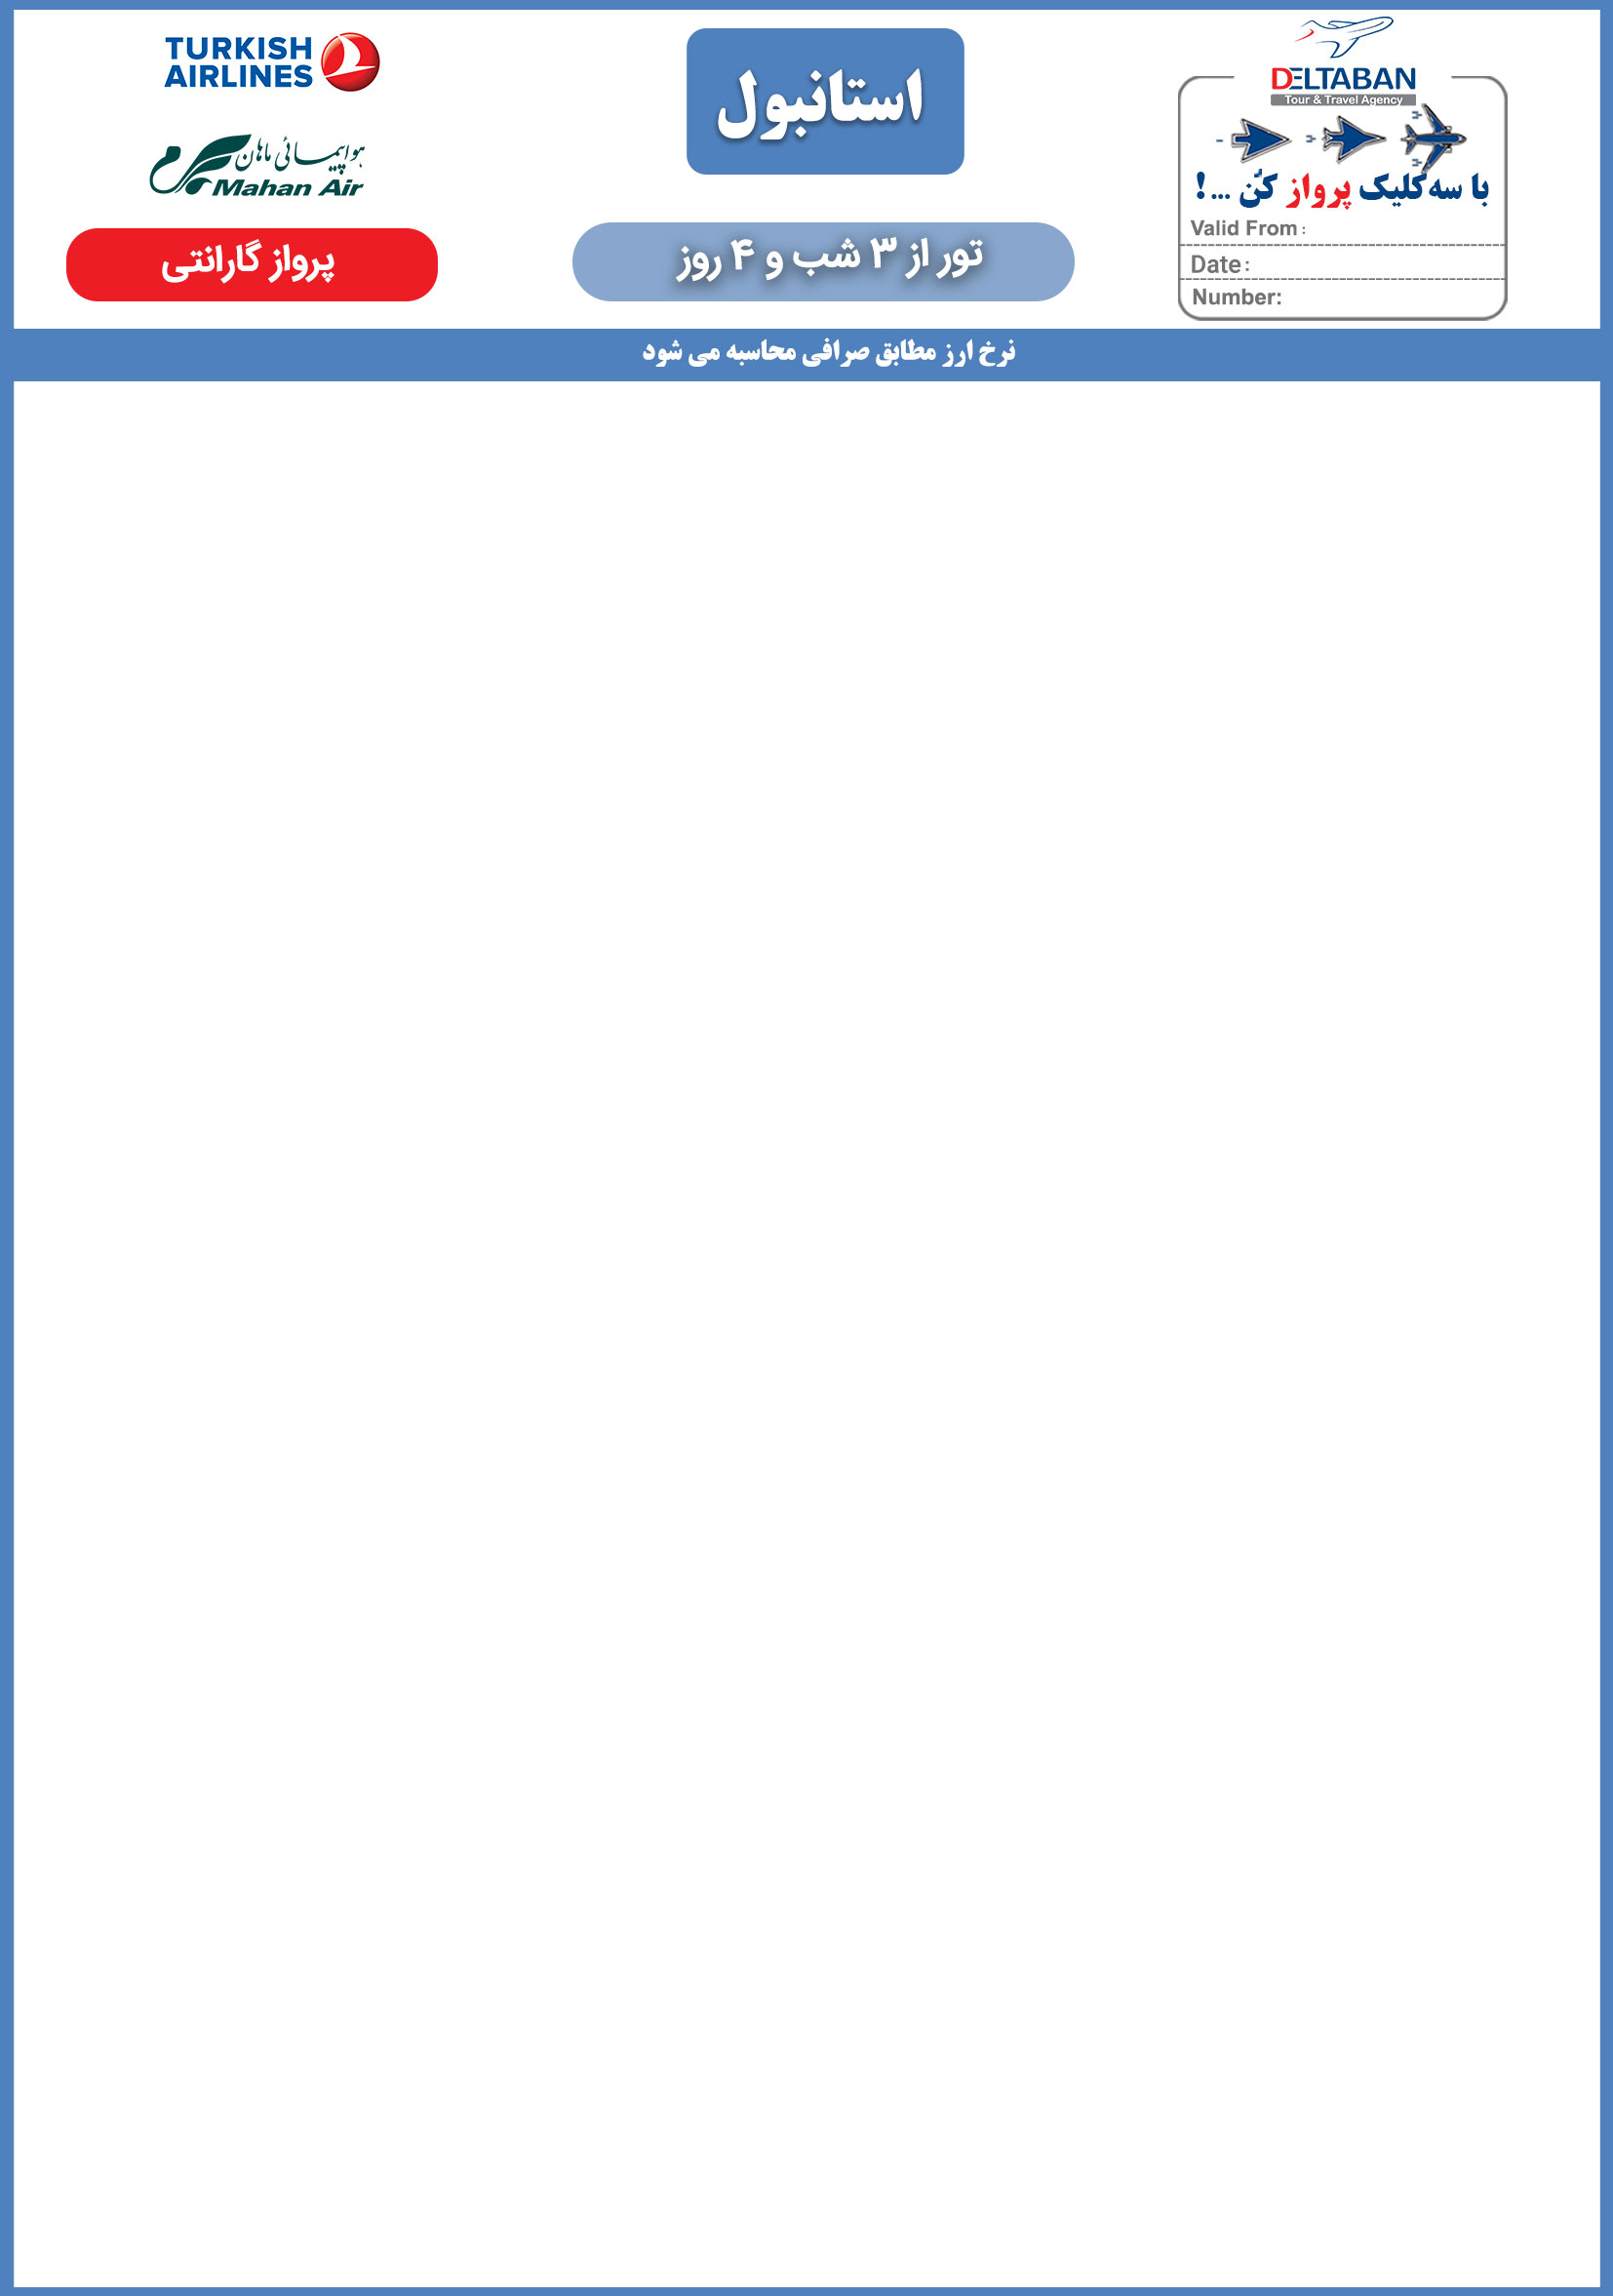 DELTABAN
Tour & Travel Agency
با سه کلیک پرواز کن ...!
Valid From :
Date :
Number:
استانبول
تور از ۳ شب و ۴ روز
TURKISH
AIRLINES
هواپیمائی ماهان
Mahan Air
پرواز گارانتی
نرخ ارز مطابق صرافی محاسبه می شود